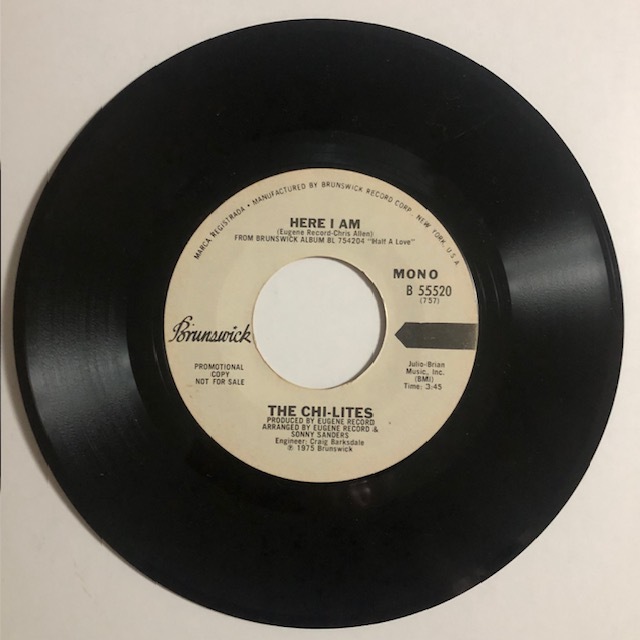 MARCA REGISTRADA • MANUFACTURED BY BRUNSWICK RECORD CORP. NEW YORK, U.S.A.
HERE I AM
(Eugene Record-Chris Allen)
FROM BRUNSWICK ALBUM BL 754204 "Half A Love"
MONO
B 55520
(7'57)
Brunswick
PROMOTIONAL
COPY
NOT FOR SALE
Julio-Brian
Music, Inc.
(BMI)
Time: 3:45
THE CHI-LITES
PRODUCED BY EUGENE RECORD
ARRANGED BY EUGENE RECORD &
SONNY SANDERS
Engineer: Craig Barksdale
℗ 1975 Brunswick